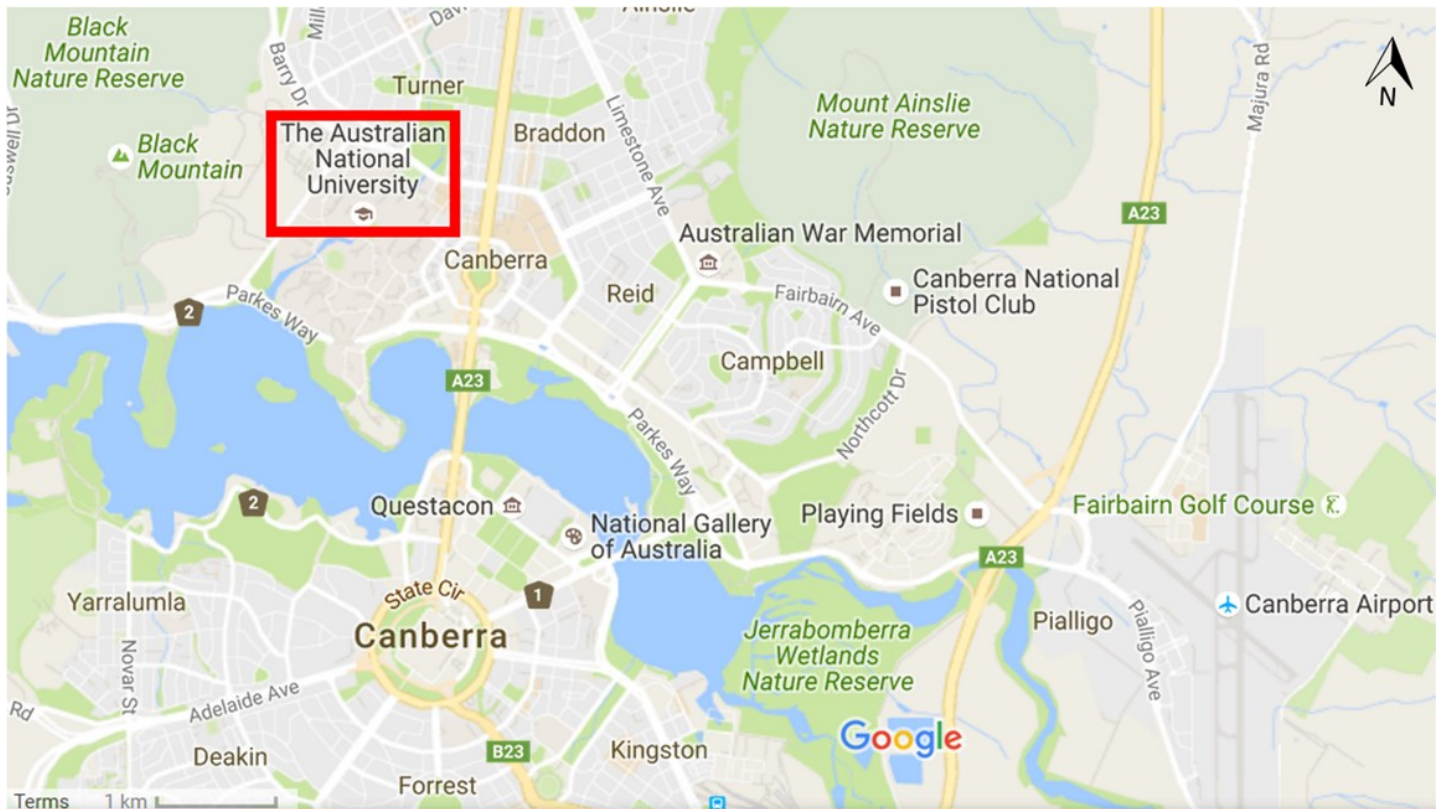 Black
Mountain
Nature Reserve
Barry Dr
Turner
Limestone Ave
Mount Ainslie
Nature Reserve
Majura Rd
N
The Australian
National
University
Braddon
Black
Mountain
A23
Australian War Memorial
Canberra
Reid
Canberra National
Pistol Club
Parkes Way
2
Fairbairn Ave
Campbell
A23
Northcott Dr
Parkes Way
2
Questacon
National Gallery
of Australia
Playing Fields
Fairbairn Golf Course
A23
State Cir
1
Yarralumla
Canberra
Jerrabomberra
Wetlands
Nature Reserve
Pialligo
Pialligo Ave
Canberra Airport
Novar St
Adelaide Ave
Rd
Deakin
B23
Kingston
Google
Forrest
Terms
1 km